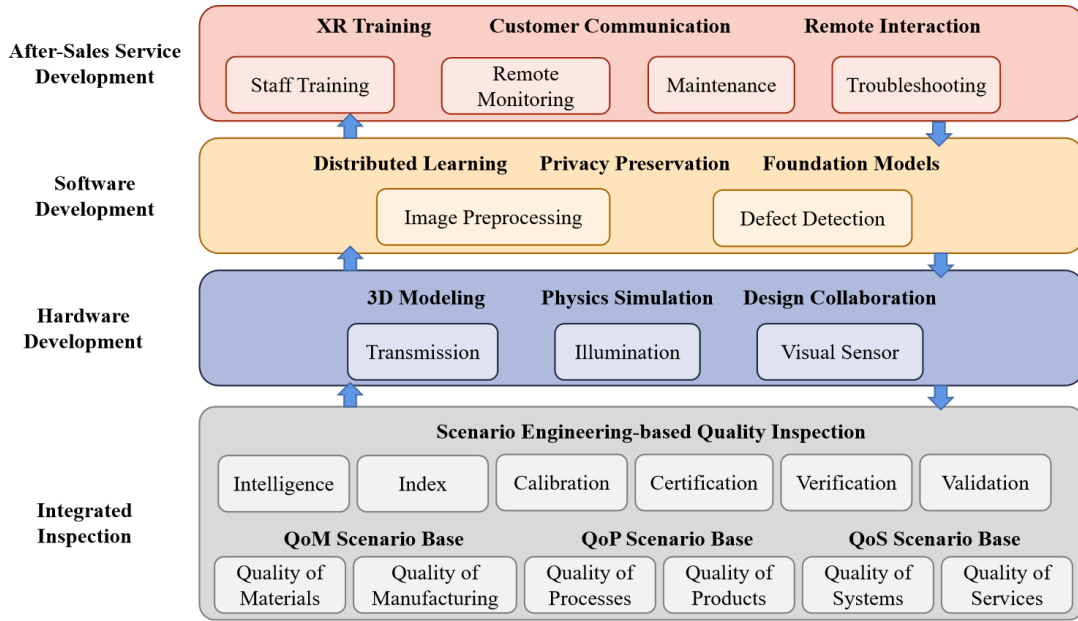 After-Sales Service
Development
XR Training
Customer Communication
Remote Interaction
Staff Training
Remote
Monitoring
Maintenance
Troubleshooting
Software
Development
Distributed Learning
Privacy Preservation
Foundation Models
Image Preprocessing
Defect Detection
Hardware
Development
3D Modeling
Physics Simulation
Design Collaboration
Transmission
Illumination
Visual Sensor
Integrated
Inspection
Scenario Engineering-based Quality Inspection
Intelligence
Index
Calibration
Certification
Verification
Validation
QoM Scenario Base
QoP Scenario Base
QoS Scenario Base
Quality of
Materials
Quality of
Manufacturing
Quality of
Processes
Quality of
Products
Quality of
Systems
Quality of
Services